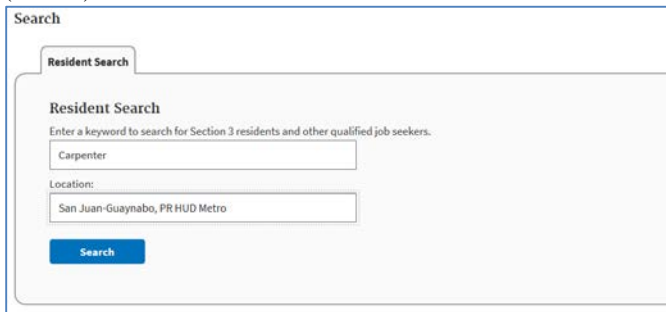 Search
Resident Search
Resident Search
Enter a keyword to search for Section 3 residents and other qualified job seekers.
Carpenter
Location:
San Juan-Guaynabo, PR HUD Metro
Search